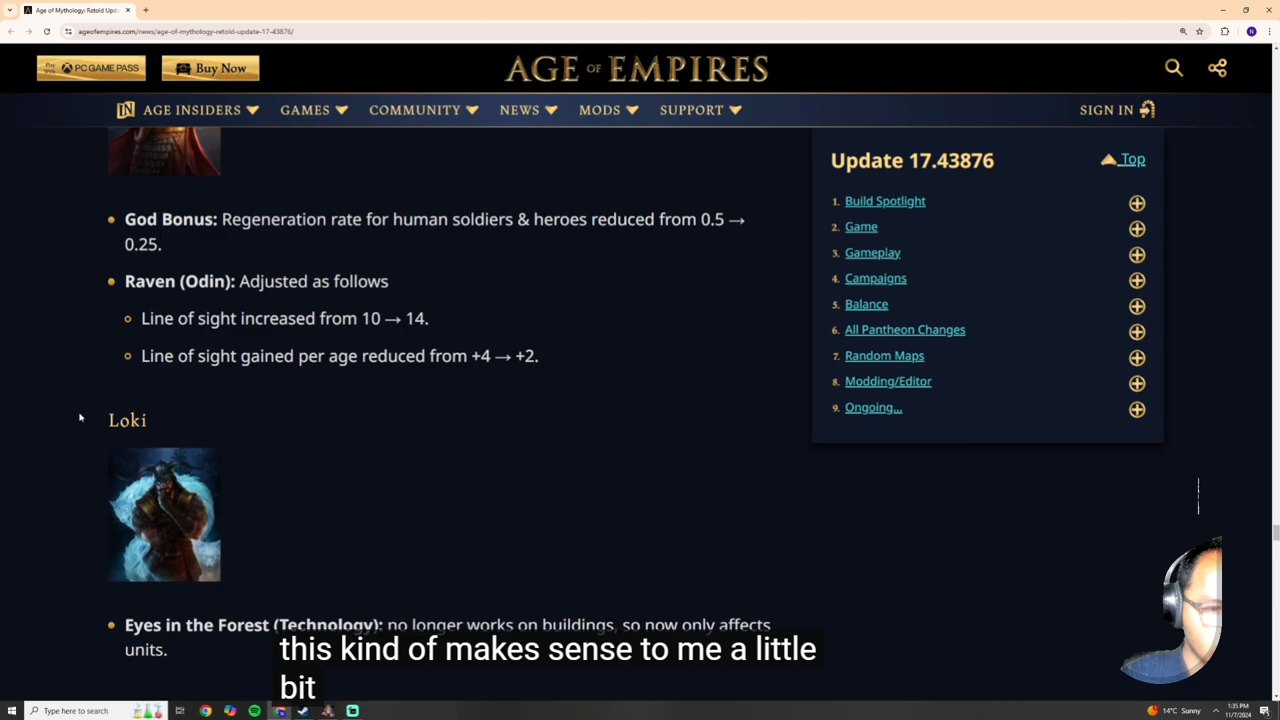 Age of Mythology: Retold Upd
ageofempires.com/news/age-of-mythology-retold-update-17-43876/
PC GAME PASS
Buy Now
AGE OF EMPIRES
AGE INSIDERS
GAMES
COMMUNITY
NEWS
MODS
SUPPORT
SIGN IN
God Bonus: Regeneration rate for human soldiers & heroes reduced from 0.5 →
0.25.
Raven (Odin): Adjusted as follows
Line of sight increased from 10 → 14.
Line of sight gained per age reduced from +4 → +2.
Loki
Eyes in the Forest (Technology): no longer works on buildings, so now only affects
units.
Update 17.43876
Top
1. Build Spotlight
2. Game
3. Gameplay
4. Campaigns
5. Balance
6. All Pantheon Changes
7. Random Maps
8. Modding/Editor
9. Ongoing...
this kind of makes sense to me a little
bit
Type here to search
14°C Sunny
1:35 PM
11/7/2024